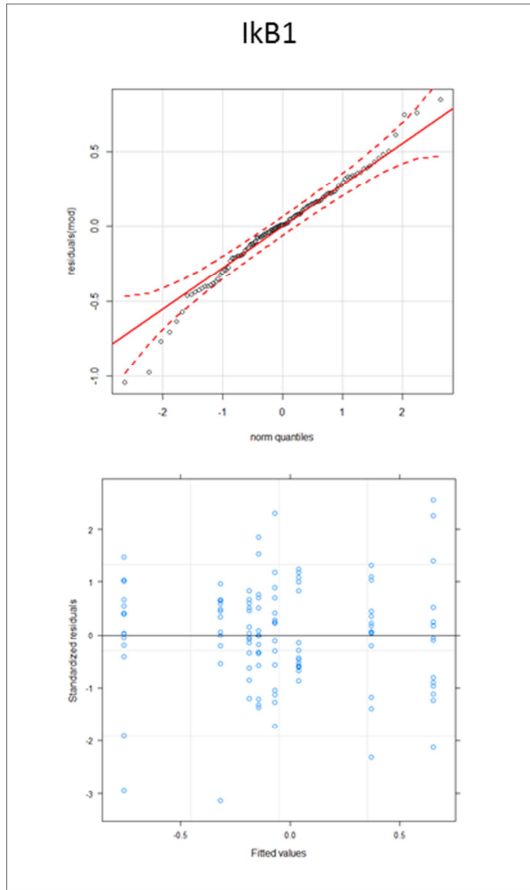 IkB1
0.5
0.0
-0.5
-1.0
residuals(mod)
-2 -1 0 1 2
norm quantiles
2
1
0
-1
-2
-3
Standardized residuals
-0.5 0.0 0.5
Fitted values